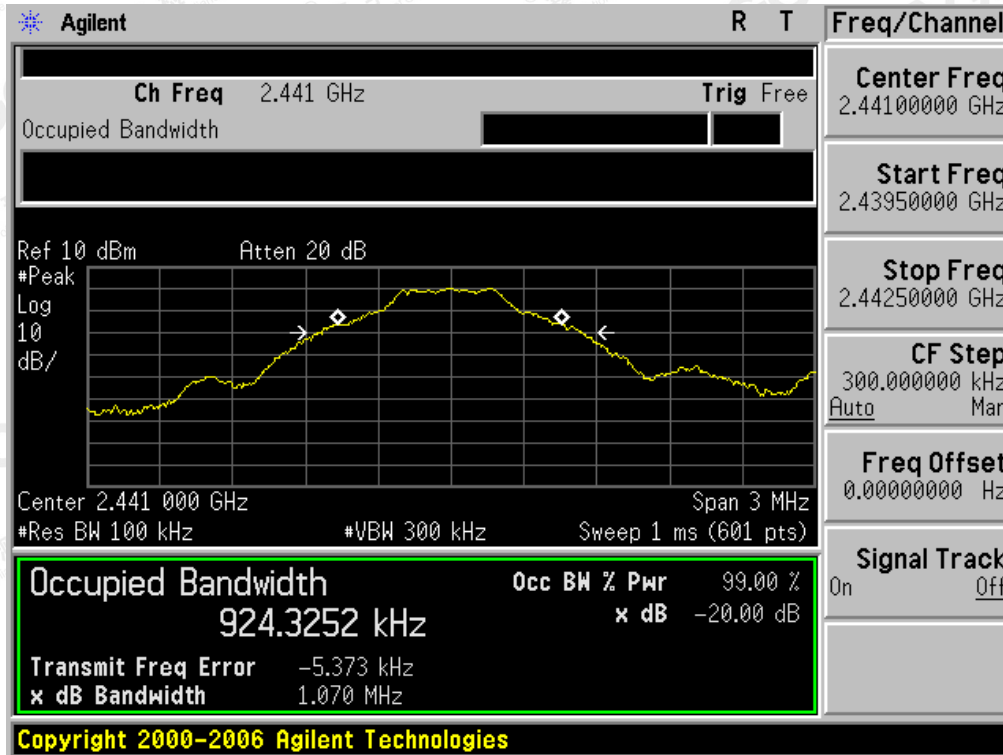 Agilent R T
Ch Freq 2.441 GHz Trig Free
Occupied Bandwidth
Ref 10 dBm Atten 20 dB
#Peak
Log
10
dB/
Center 2.441 000 GHz Span 3 MHz
#Res BW 100 kHz #VBW 300 kHz Sweep 1 ms (601 pts)
Occupied Bandwidth
924.3252 kHz
Occ BW % Pwr 99.00 %
x dB -20.00 dB
Transmit Freq Error -5.373 kHz
x dB Bandwidth 1.070 MHz
Copyright 2000-2006 Agilent Technologies
Freq/Channel
Center Freq
2.44100000 GHz
Start Freq
2.43950000 GHz
Stop Freq
2.44250000 GHz
CF Step
300.000000 kHz
Auto Man
Freq Offset
0.00000000 Hz
Signal Track
On Off